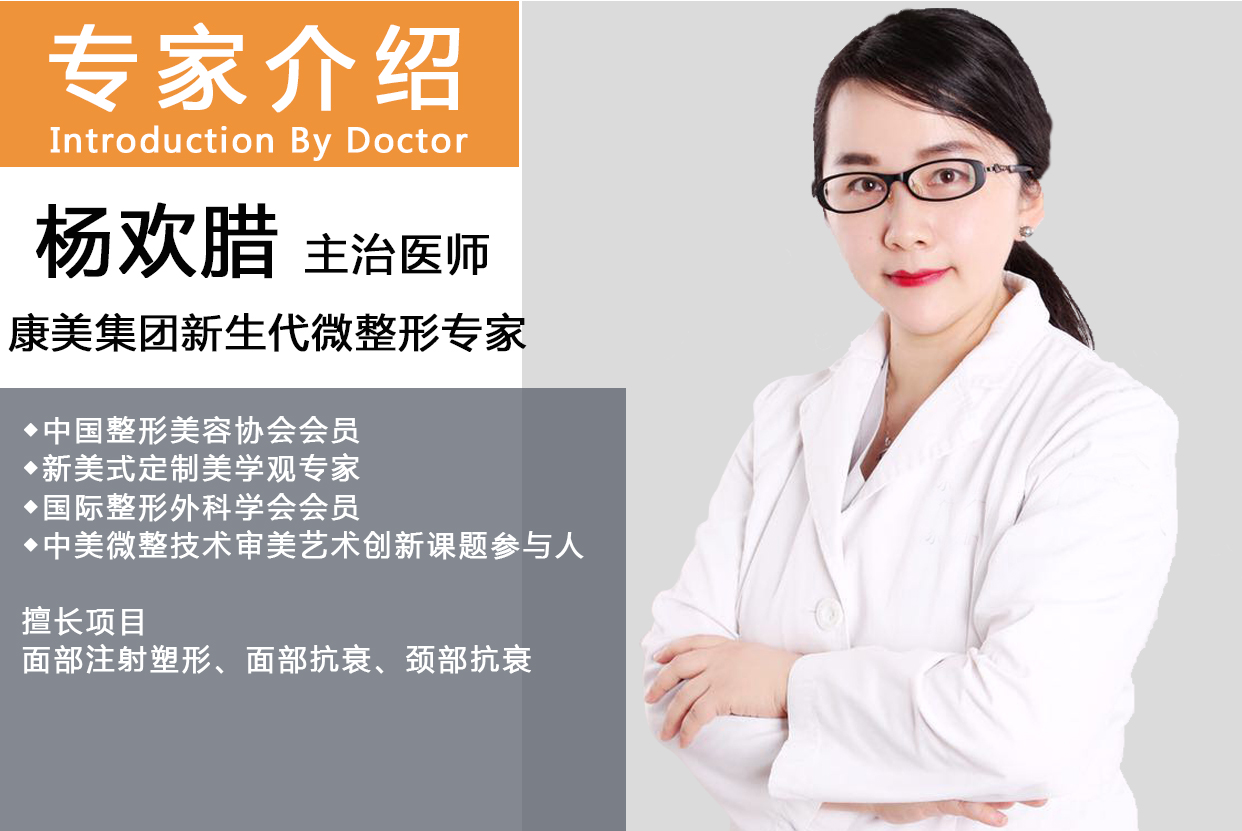 专家介绍
Introduction By Doctor
杨欢腊 主治医师
康美集团新生代微整形专家
◆中国整形美容协会会员
◆新美式定制美学观专家
◆国际整形外科学会会员
◆中美微整技术审美艺术创新课题参与人
擅长项目
面部注射塑形、面部抗衰、颈部抗衰